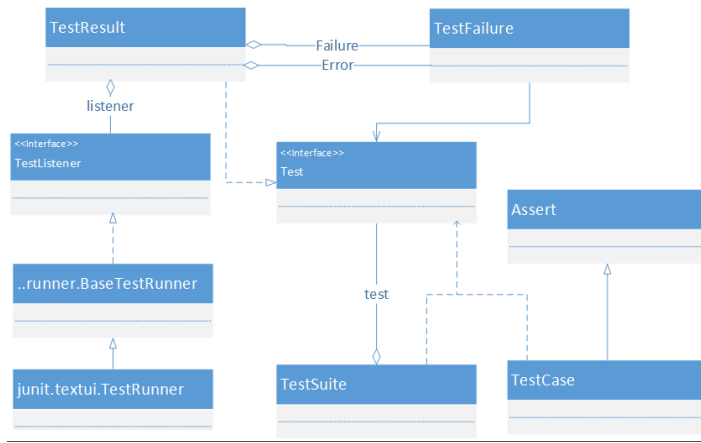 TestResult
TestFailure
Failure
Error
listener
<<Interface>>
TestListener
<<Interface>>
Test
Assert
..runner.BaseTestRunner
test
junit.textui.TestRunner
TestSuite
TestCase